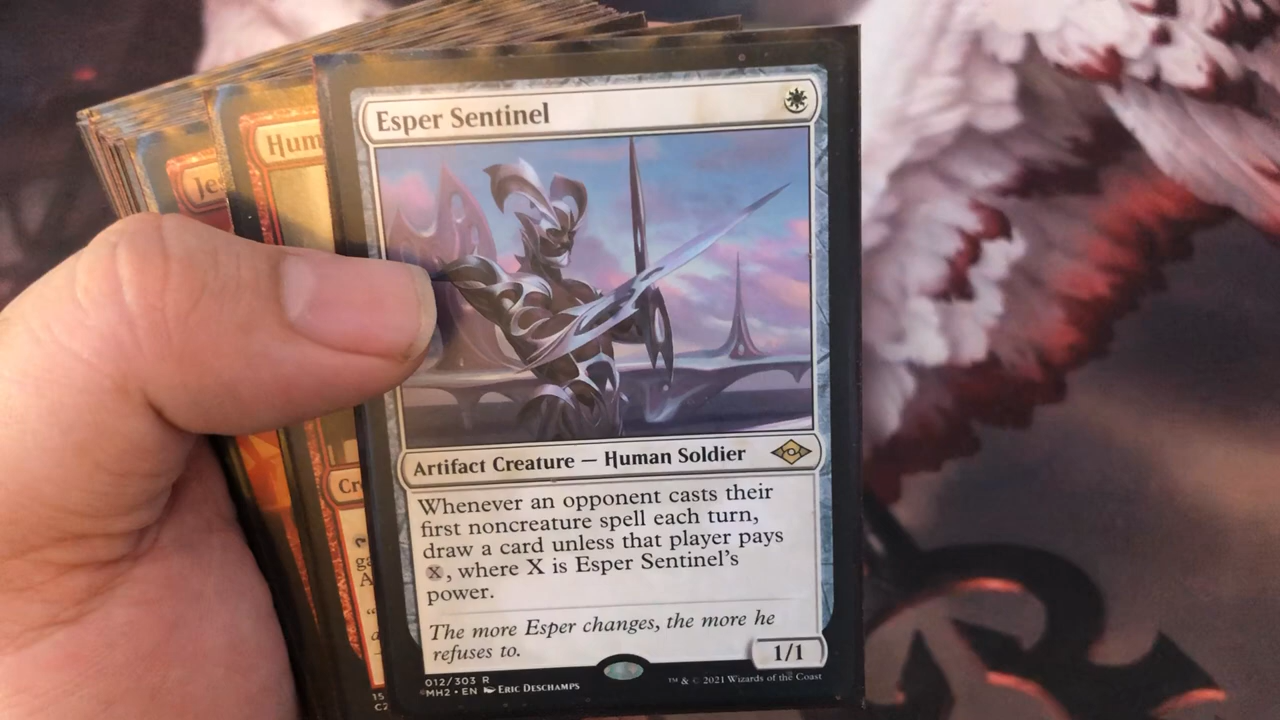 Esper Sentinel
Artifact Creature — Human Soldier
Whenever an opponent casts their
first noncreature spell each turn,
draw a card unless that player pays
X, where X is Esper Sentinel's
power.
The more Esper changes, the more he
refuses to.
1/1
012/303 R
MH2 • EN Eric Deschamps
™ & © 2021 Wizards of the Coast
Hum
Jes
Cr